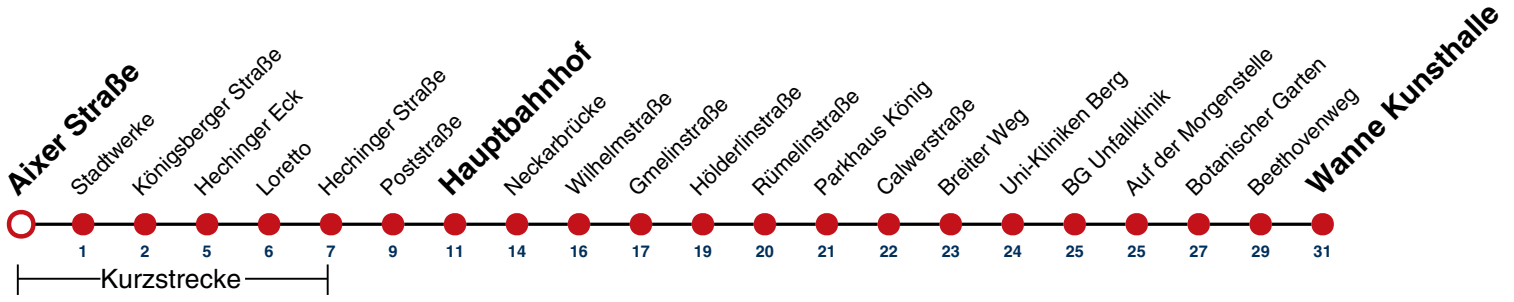 Aixer Straße
Stadtwerke
Königsberger Straße
Hechinger Eck
Loretto
Hechinger Straße
Poststraße
Hauptbahnhof
Neckarbrücke
Wilhelmstraße
Gmelinstraße
Hölderlinstraße
Rümelinstraße
Parkhaus König
Calwerstraße
Breiter Weg
Uni-Kliniken Berg
BG Unfallklinik
Auf der Morgenstelle
Botanischer Garten
Beethovenweg
Wanne Kunsthalle
1 2 5 6 7 9 11 14 16 17 19 20 21 22 23 24 25 25 27 29 31
Kurzstrecke